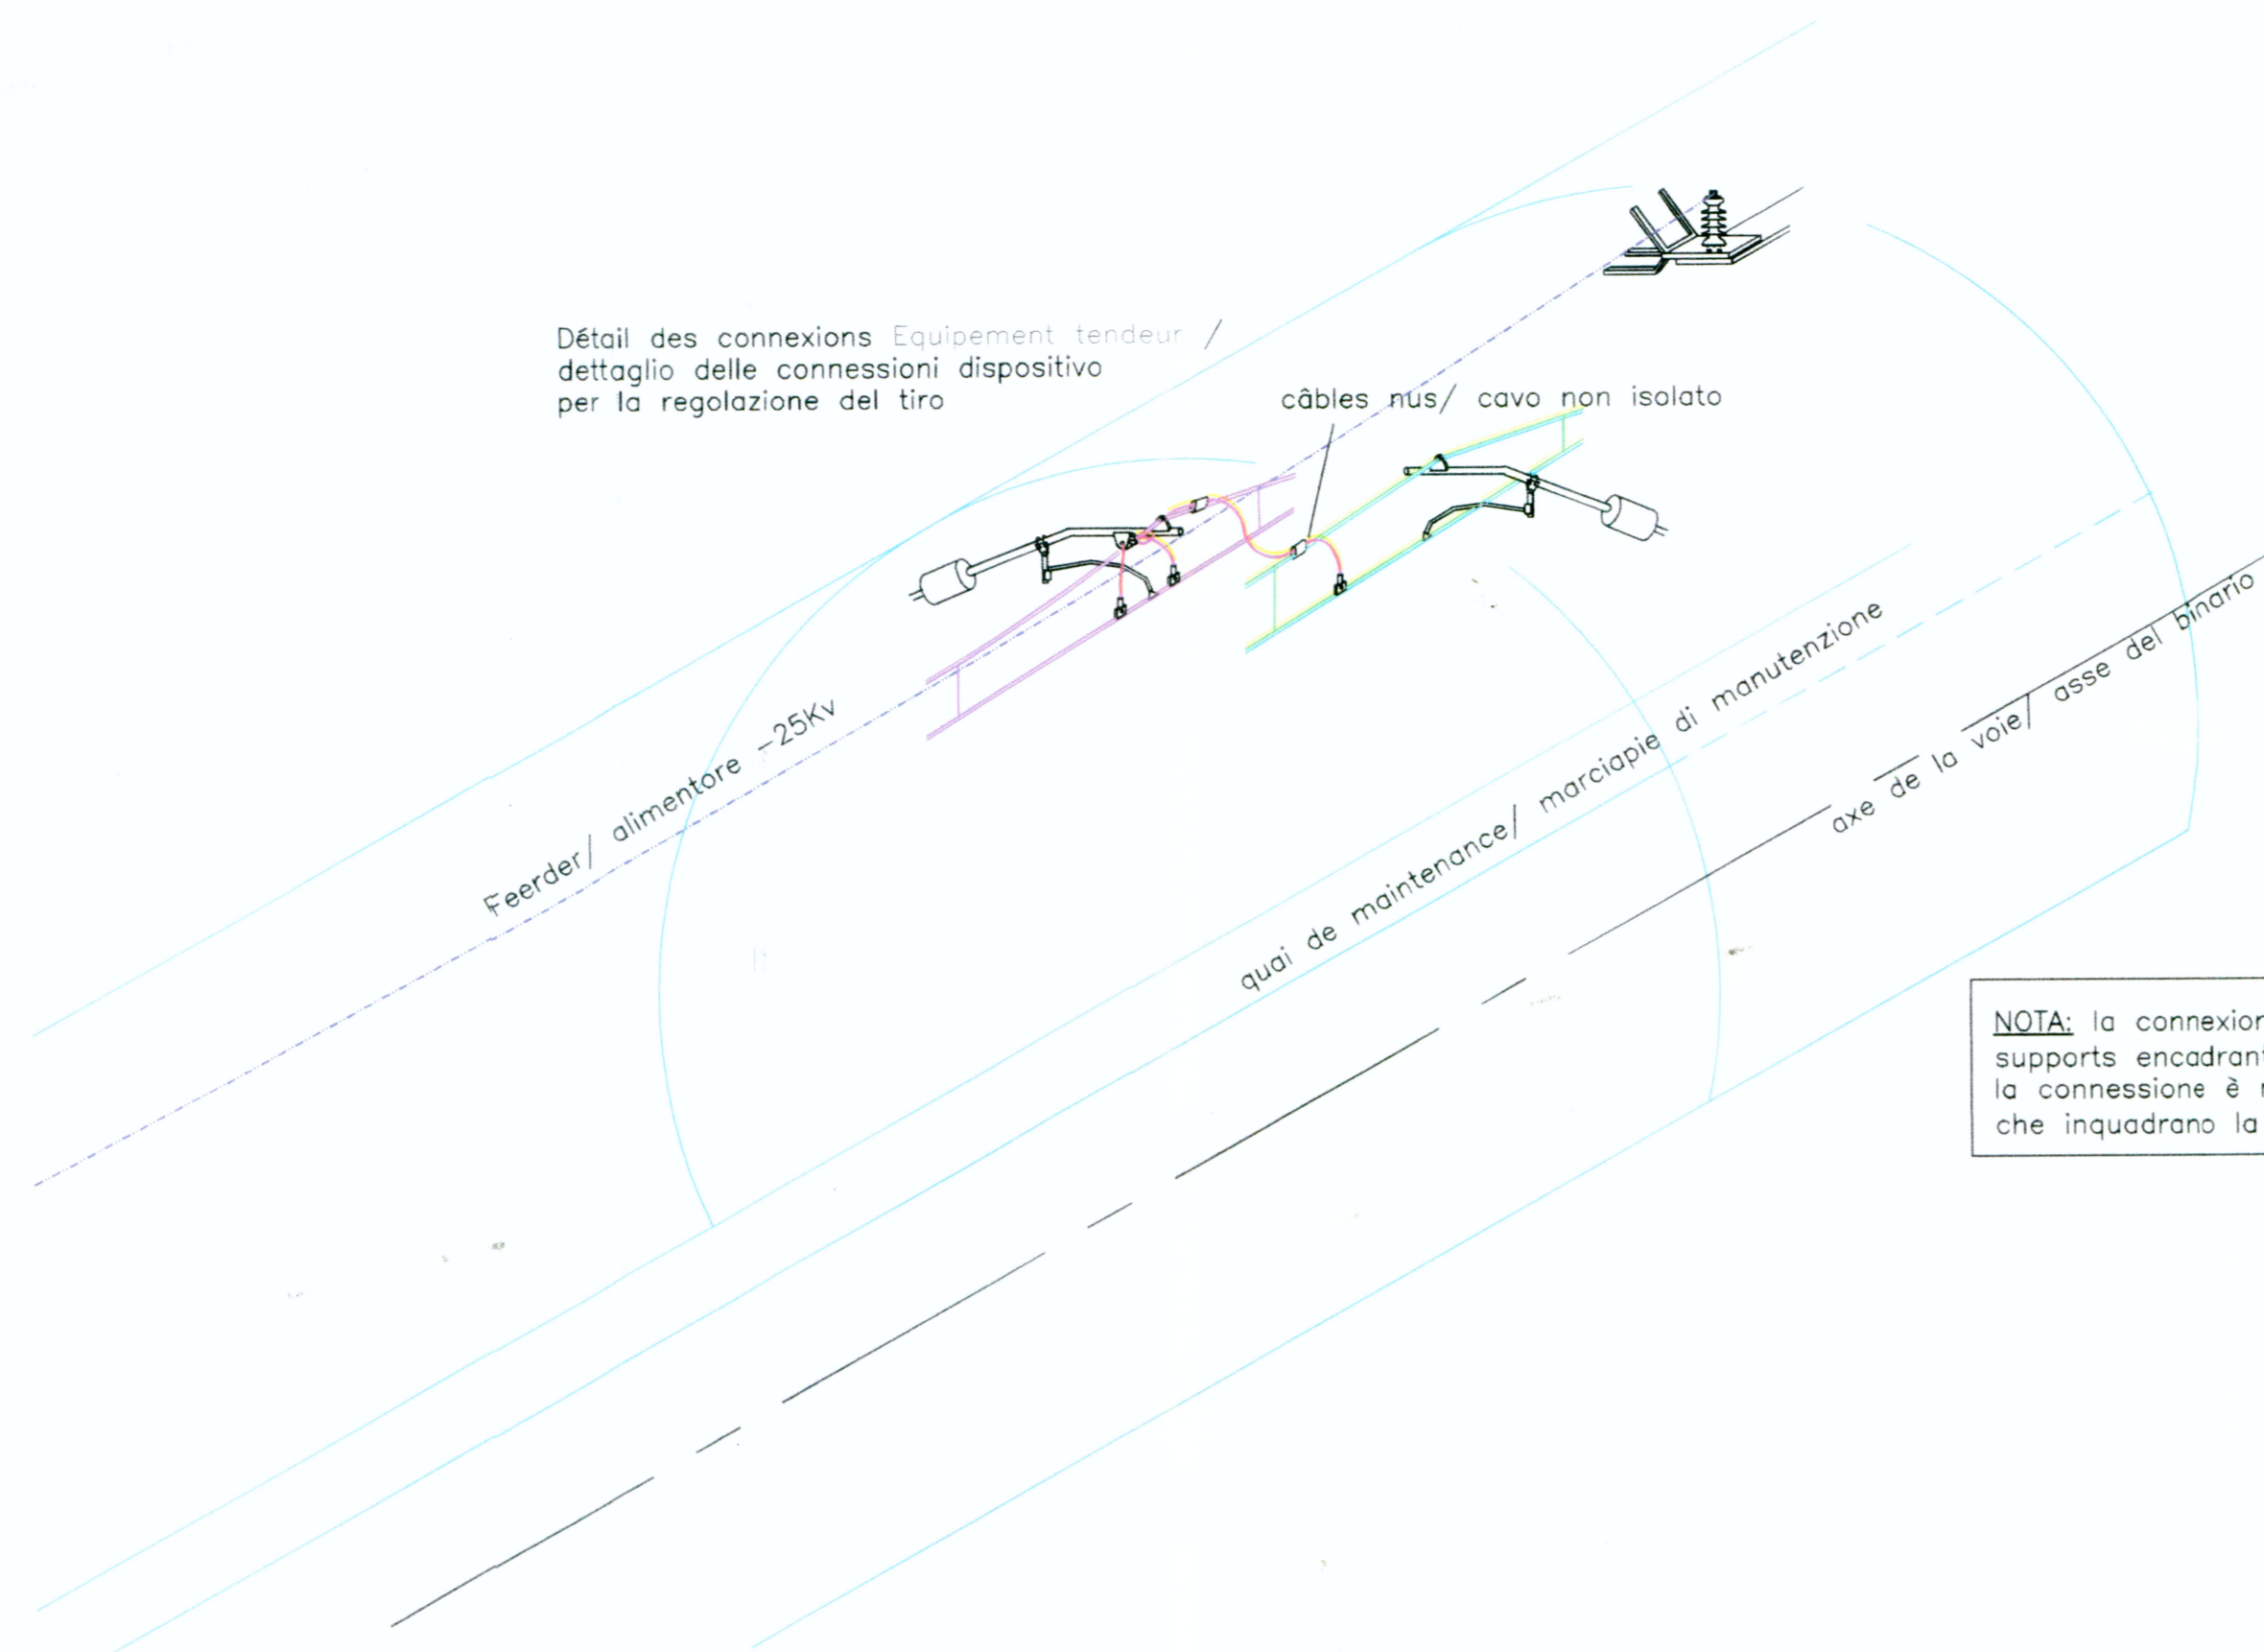 Détail des connexions Equipement tendeur /
dettaglio delle connessioni dispositivo
per la regolazione del tiro
câbles nus/ cavo non isolato
Feerder/ alimentore -25Kv
quai de maintenance/ marciapie di manutenzione
axe de la voie/ asse del binario
NOTA: la connexion
supports encadrant
la connessione è
che inquadrano la